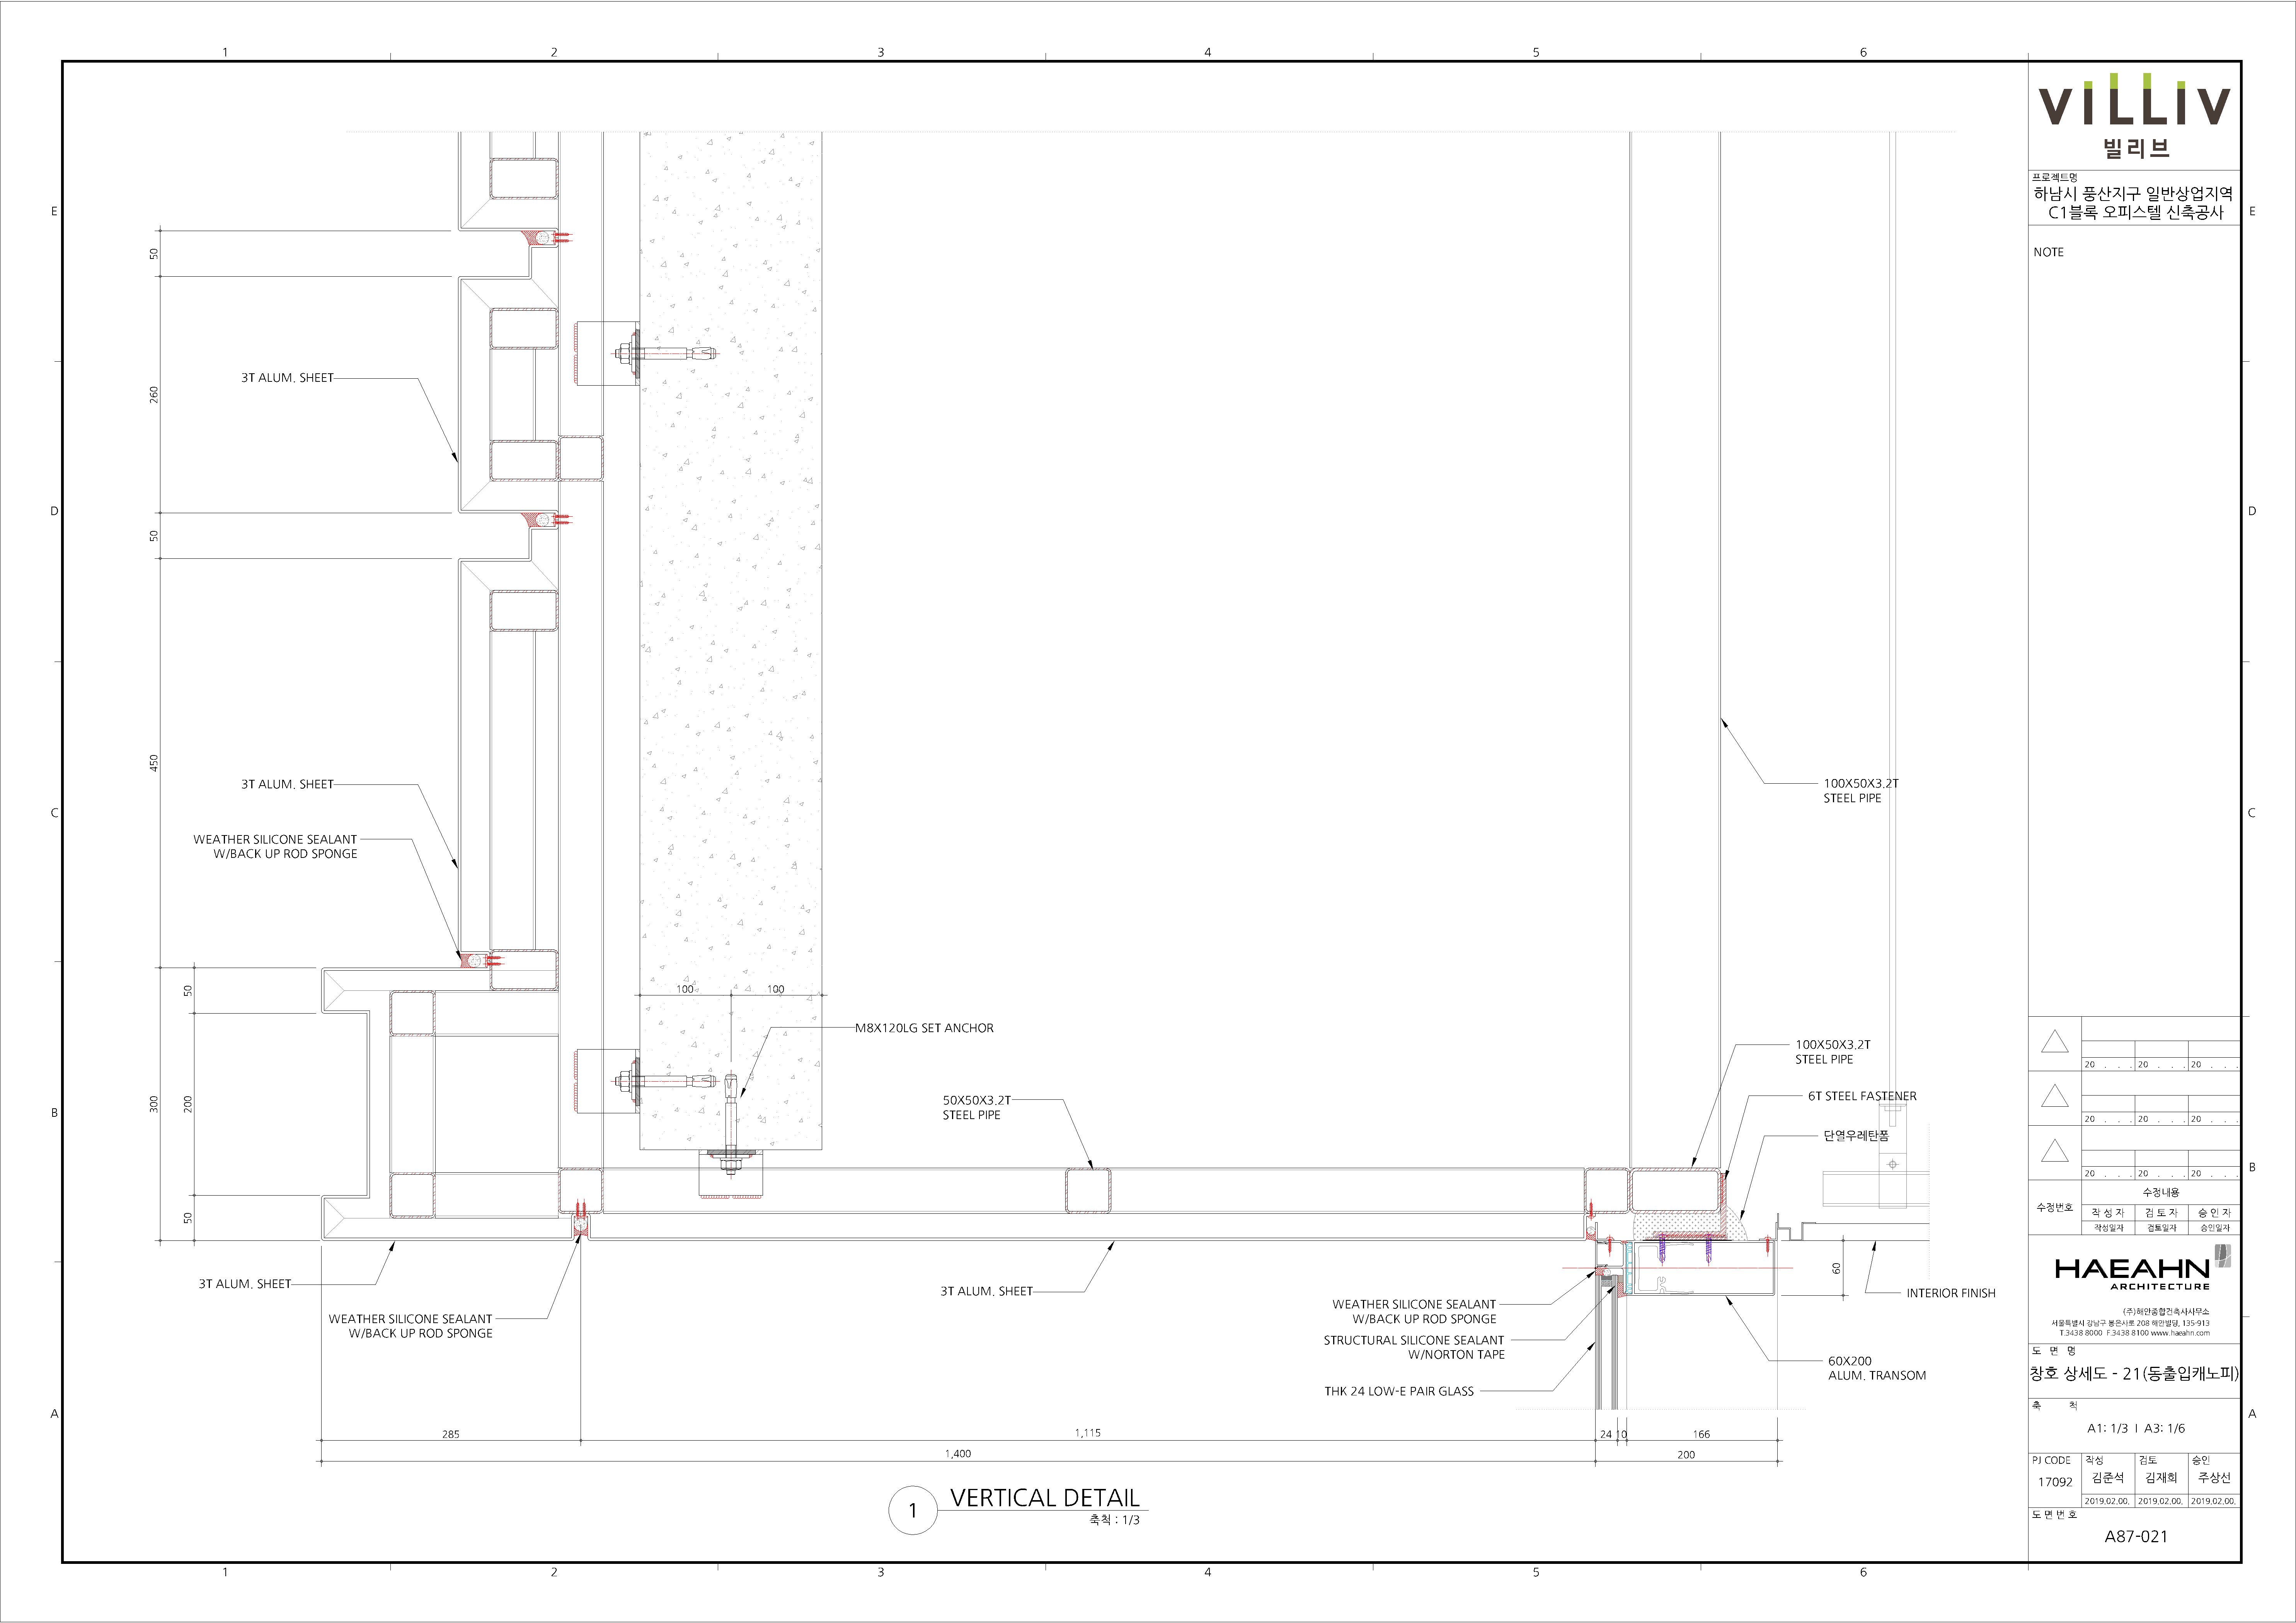 1
2
3
4
5
6
E
D
C
B
A
50
260
50
450
300
50
200
50
3T ALUM. SHEET
3T ALUM. SHEET
WEATHER SILICONE SEALANT
W/BACK UP ROD SPONGE
100
100
M8X120LG SET ANCHOR
50X50X3.2T
STEEL PIPE
100X50X3.2T
STEEL PIPE
100X50X3.2T
STEEL PIPE
6T STEEL FASTENER
단열우레탄폼
60
INTERIOR FINISH
3T ALUM. SHEET
WEATHER SILICONE SEALANT
W/BACK UP ROD SPONGE
3T ALUM. SHEET
WEATHER SILICONE SEALANT
W/BACK UP ROD SPONGE
STRUCTURAL SILICONE SEALANT
W/NORTON TAPE
THK 24 LOW-E PAIR GLASS
60X200
ALUM. TRANSOM
285
1,115
24 10
166
1,400
200
1
VERTICAL DETAIL
축척 : 1/3
1
2
3
4
5
6
E
D
C
B
B
A
VILLIV
빌리브
프로젝트명
하남시 풍산지구 일반상업지역
C1블록 오피스텔 신축공사
NOTE
20 . . . 20 . . . 20 . . .
20 . . . 20 . . . 20 . . .
20 . . . 20 . . . 20 . . .
수정번호
수정내용
작 성 자 검 토 자 승 인 자
작성일자 검토일자 승인일자
HAEAHN
ARCHITECTURE
(주)해안종합건축사사무소
서울특별시 강남구 봉은사로 208 해안빌딩, 135-913
T.3438 8000 F.3438 8100 www.haeahn.com
도 면 명
창호 상세도 - 21(동출입캐노피)
축 척
A1: 1/3 I A3: 1/6
PJ CODE 작성 검토 승인
17092 김준석 김재희 주상선
2019.02.00. 2019.02.00. 2019.02.00.
도 면 번 호
A87-021